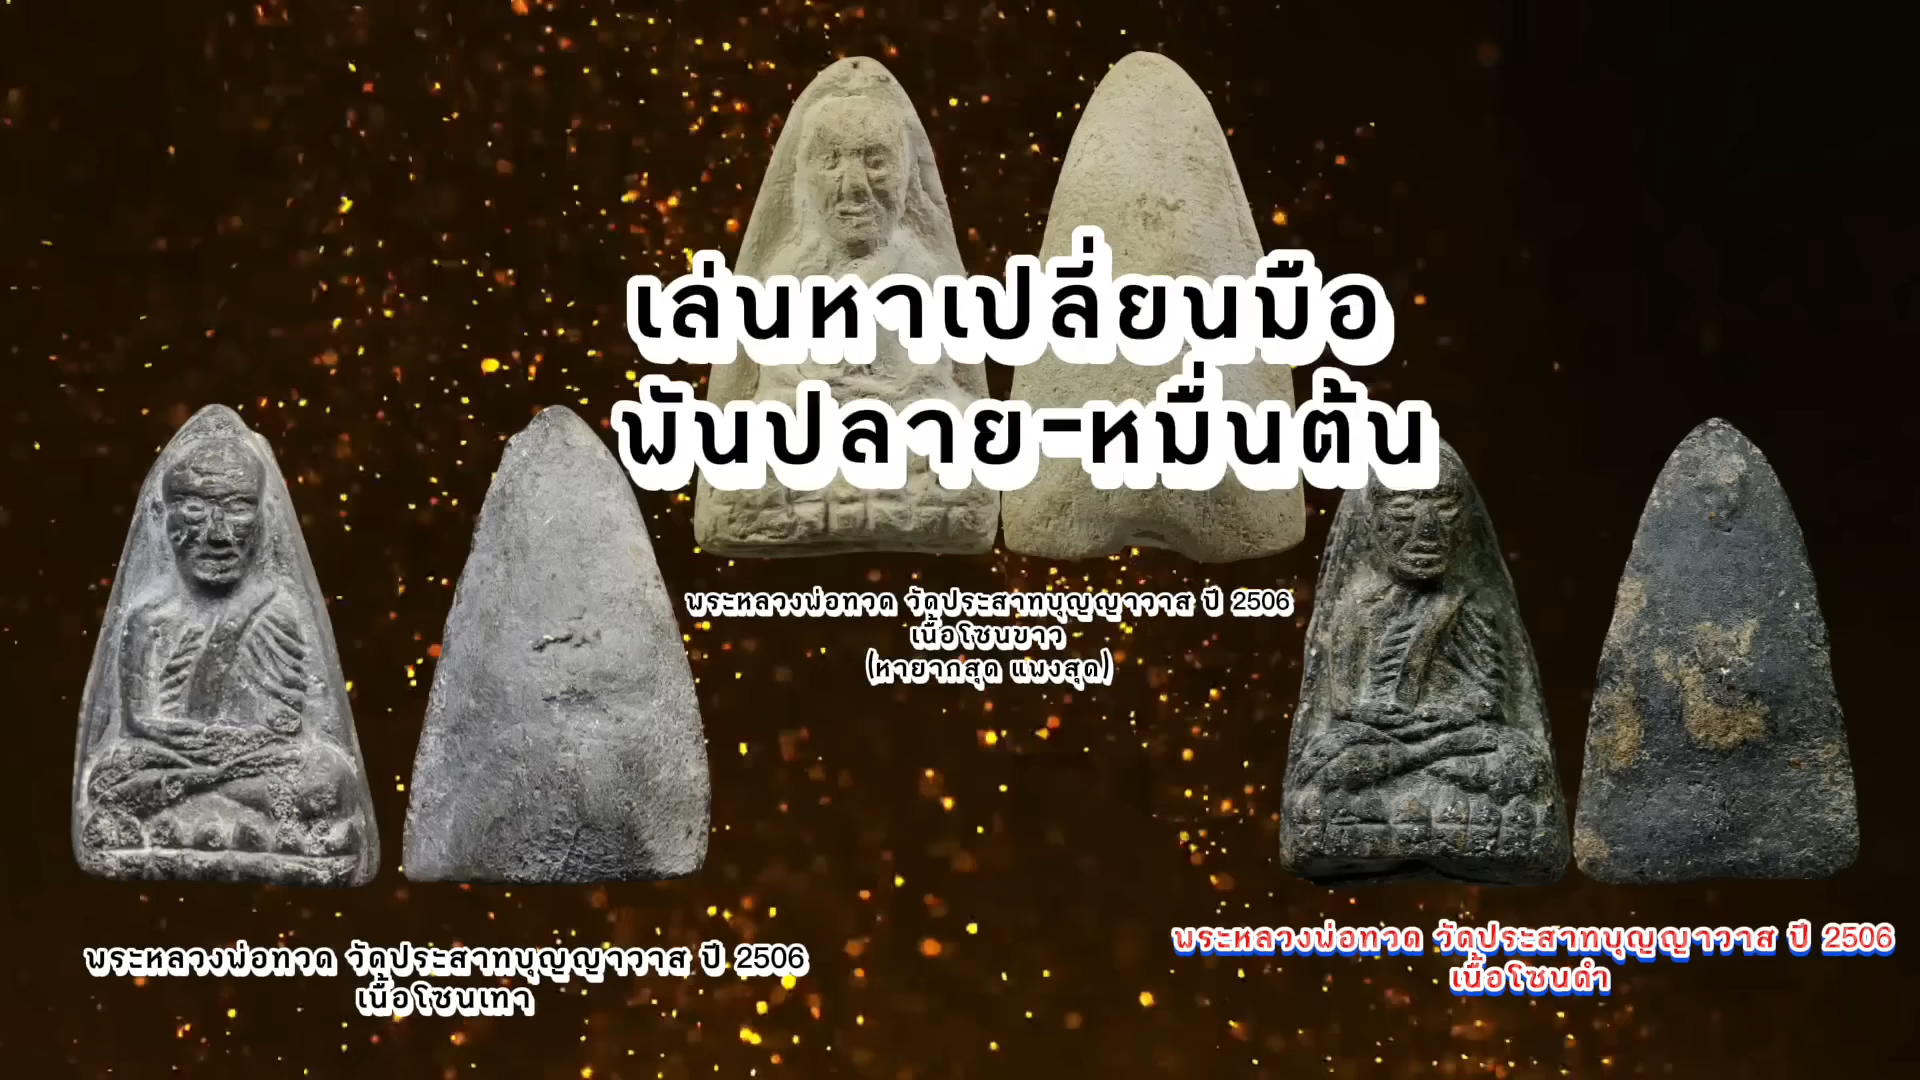 เล่นหาเปลี่ยนมือ
พันปลาย-หมื่นต้น
พระหลวงพ่อทวด วัดประสาทบุญญาวาส ปี 2506
เนื้อโซนขาว
(หายากสุด แพงสุด)
พระหลวงพ่อทวด วัดประสาทบุญญาวาส ปี 2506
เนื้อโซนเทา
พระหลวงพ่อทวด วัดประสาทบุญญาวาส ปี 2506
เนื้อโซนดำ